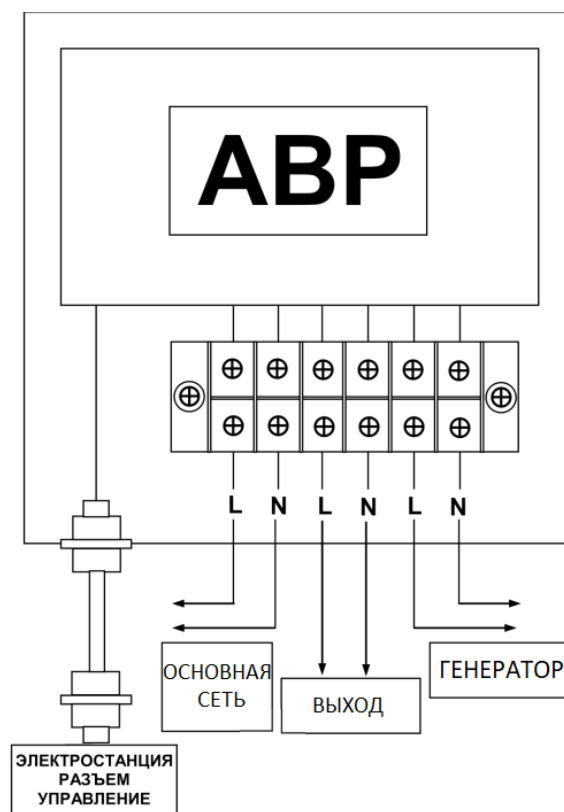 АВР
L N L N L N
ОСНОВНАЯ
СЕТЬ
ВЫХОД
ГЕНЕРАТОР
ЭЛЕКТРОСТАНЦИЯ
РАЗЪЕМ
УПРАВЛЕНИЕ